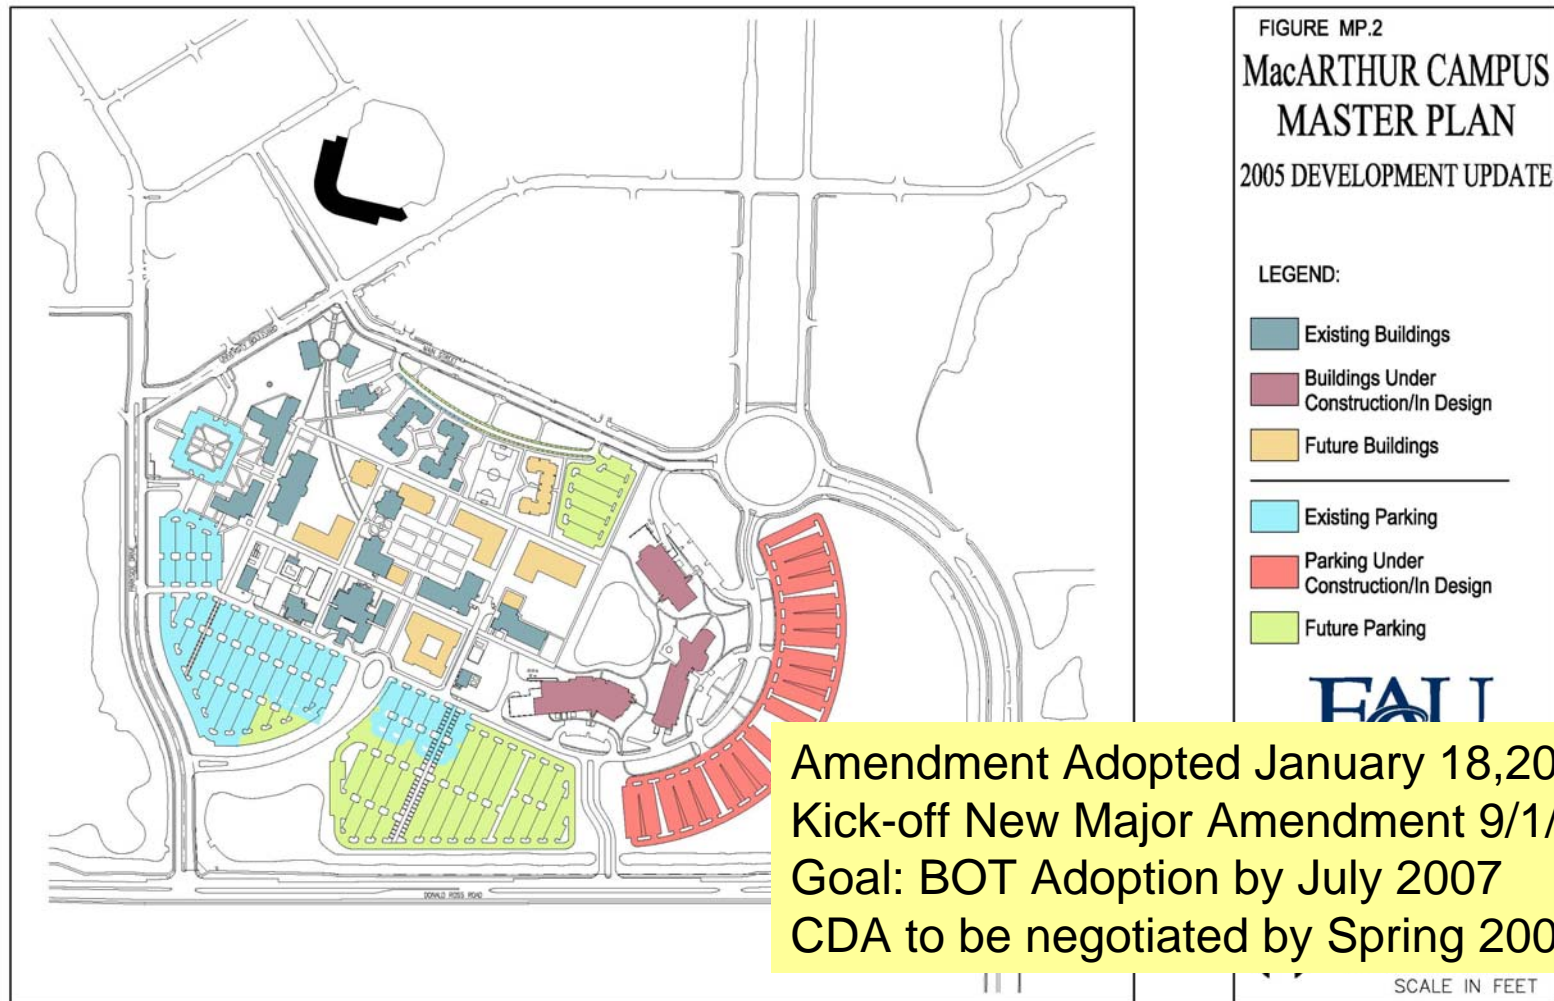 FIGURE MP.2
MacARTHUR CAMPUS
MASTER PLAN
2005 DEVELOPMENT UPDATE
LEGEND:
Existing Buildings
Buildings Under
Construction/In Design
Future Buildings
Existing Parking
Parking Under
Construction/In Design
Future Parking
FAU
MAIN STREET
DONALD ROSS ROAD
Amendment Adopted January 18,20
Kick-off New Major Amendment 9/1/
Goal: BOT Adoption by July 2007
CDA to be negotiated by Spring 200
SCALE IN FEET